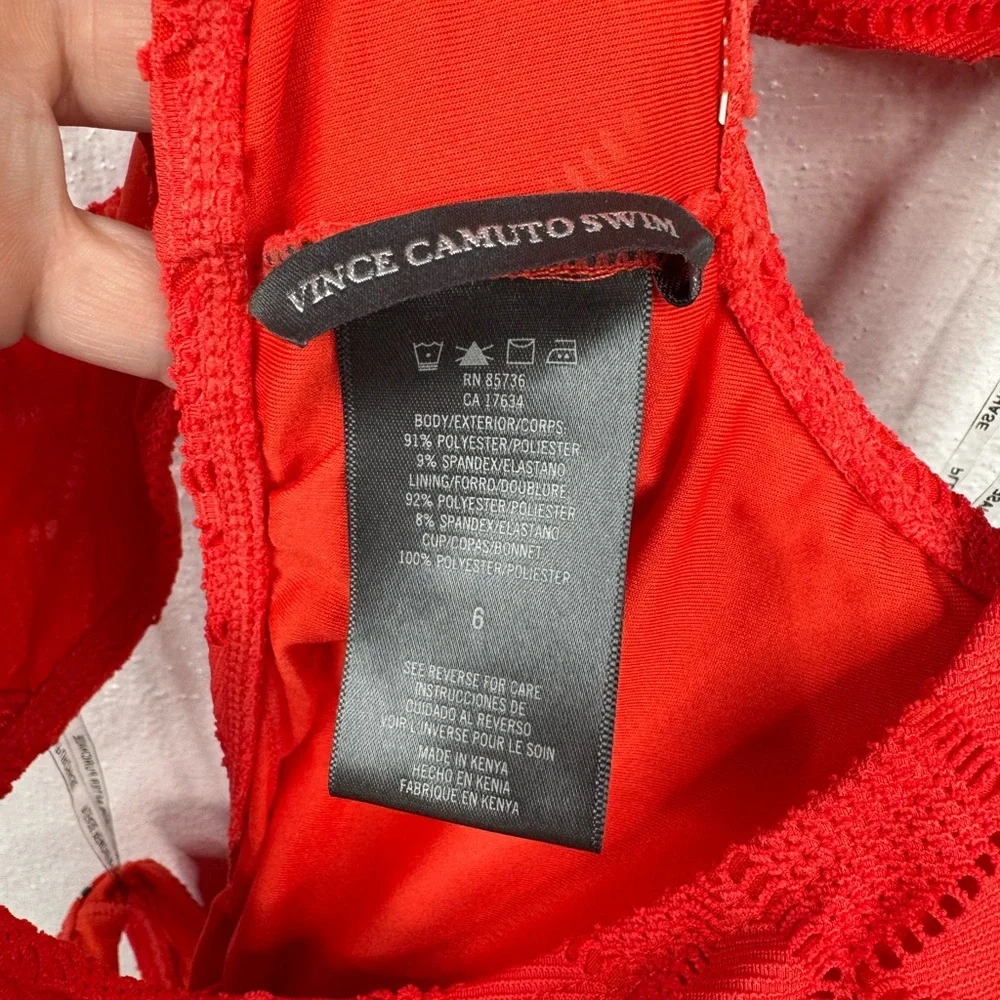 VINCE CAMUTO SWIM
RN 85736
CA 17634
BODY/EXTERIOR/CORPS
91% POLYESTER/POLIESTER
9% SPANDEX/ELASTANO
LINING/FORRO/DOUBLURE
92% POLYESTER/POLIESTER
8% SPANDEX/ELASTANO
CUP/COPAS/BONNET
100% POLYESTER/POLIESTER
6
SEE REVERSE FOR CARE
INSTRUCCIONES DE
CUIDADO AL REVERSO
VOIR L'INVERSE POUR LE SOIN
MADE IN KENYA
HECHO EN KENIA
FABRIQUE EN KENYA